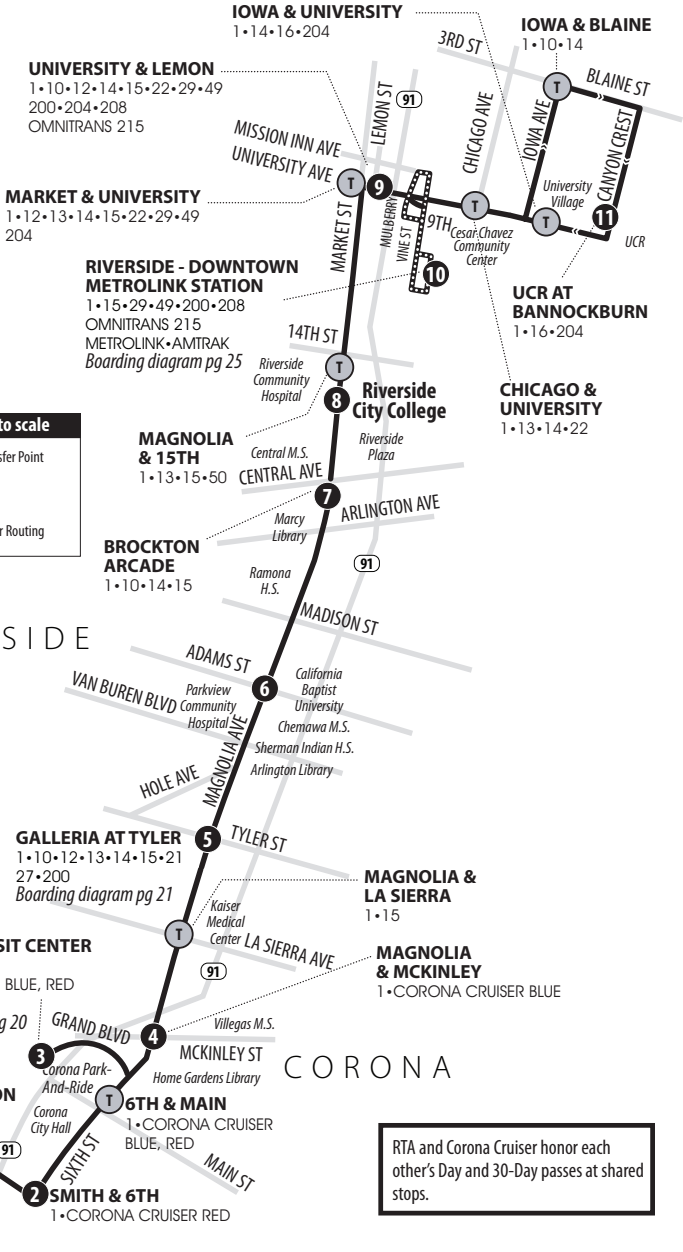 IOWA & UNIVERSITY
1•14•16•204
IOWA & BLAINE
1•10•14
3RD ST
BLAINE ST
UNIVERSITY & LEMON
1•10•12•14•15•22•29•49
200•204•208
OMNITRANS 215
LEMON ST
91
CHICAGO AVE
IOWA AVE
CANYON CREST
T
MISSION INN AVE
UNIVERSITY AVE
MARKET & UNIVERSITY
1•12•13•14•15•22•29•49
204
T
9
MULBERRY
VINE ST
9TH
T
Cesar Chavez
Community
Center
University
Village
T
11
UCR
MARKET ST
10
RIVERSIDE - DOWNTOWN
METROLINK STATION
1•15•29•49•200•208
OMNITRANS 215
METROLINK•AMTRAK
Boarding diagram pg 25
UCR AT
BANNOCKBURN
1•16•204
14TH ST
Riverside
Community
Hospital
T
8
Riverside
City College
CHICAGO &
UNIVERSITY
1•13•14•22
to scale
sfer Point
r Routing
MAGNOLIA
& 15TH
1•13•15•50
Central M.S.
CENTRAL AVE
Riverside
Plaza
7
ARLINGTON AVE
Marcy
Library
BROCKTON
ARCADE
1•10•14•15
91
Ramona
H.S.
MADISON ST
SIDE
ADAMS ST
VAN BUREN BLVD
Parkview
Community
Hospital
6
California
Baptist
University
Chemawa M.S.
Sherman Indian H.S.
Arlington Library
MAGNOLIA AVE
HOLE AVE
GALLERIA AT TYLER
1•10•12•13•14•15•21
27•200
Boarding diagram pg 21
5
TYLER ST
MAGNOLIA &
LA SIERRA
1•15
Kaiser
Medical
Center
T
LA SIERRA AVE
91
SIT CENTER
BLUE, RED
g 20
MAGNOLIA
& MCKINLEY
1•CORONA CRUISER BLUE
GRAND BLVD
4
Villegas M.S.
MCKINLEY ST
3
Corona Park-
And-Ride
Home Gardens Library
CORONA
ON
T
6TH & MAIN
1•CORONA CRUISER
BLUE, RED
Corona
City Hall
91
SIXTH ST
MAIN ST
2
SMITH & 6TH
1•CORONA CRUISER RED
RTA and Corona Cruiser honor each
other's Day and 30-Day passes at shared
stops.